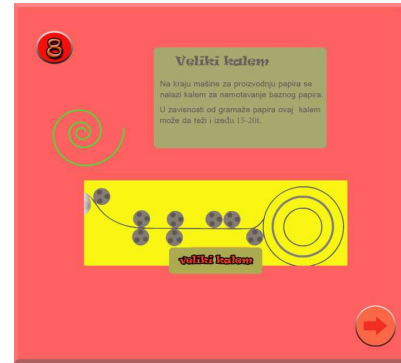 8
Veliki kalem
Na kraju mašine za proizvodnju papira se
nalazi kalem za namotavanje baznog papira.
U zavisnosti od gramaže papira ovaj kalem
može da teži i izeđu 15-20t.
veliki kalem